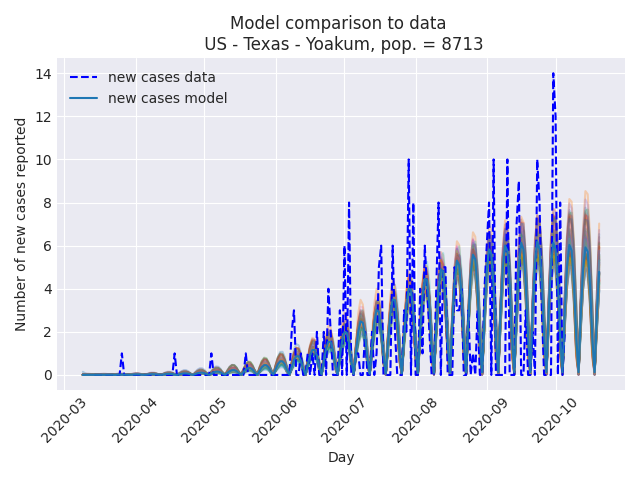 Model comparison to data
US - Texas - Yoakum, pop. = 8713
new cases data
new cases model
Number of new cases reported
14
12
10
8
6
4
2
0
2020-03
2020-04
2020-05
2020-06
2020-07
2020-08
2020-09
2020-10
Day